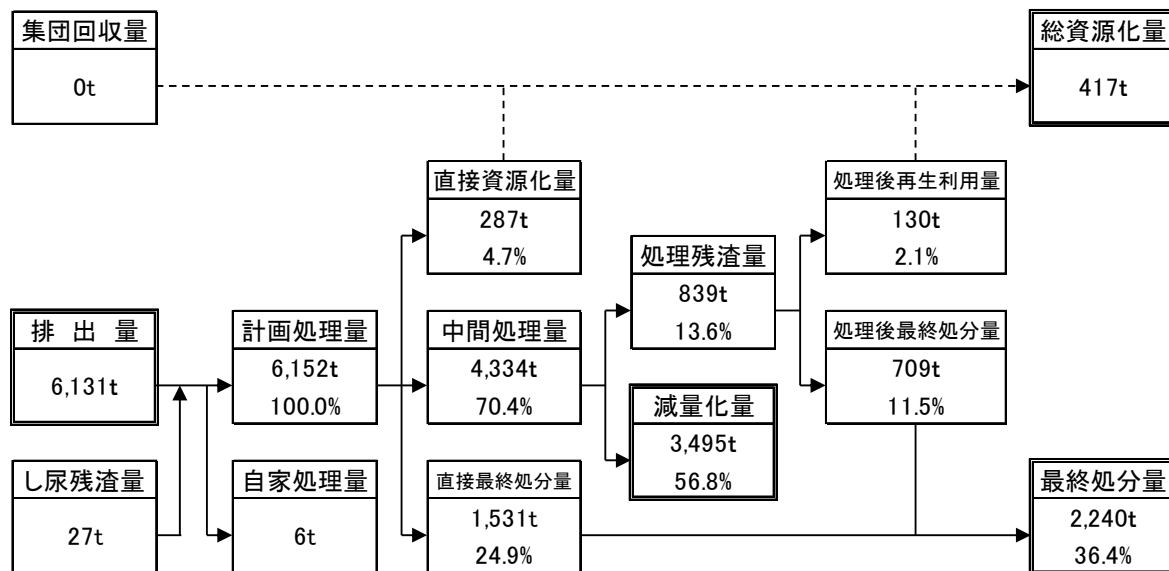 集団回収量
0t
総資源化量
417t
直接資源化量
287t
4.7%
処理後再生利用量
130t
2.1%
処理残渣量
839t
13.6%
排 出 量
6,131t
計画処理量
6,152t
100.0%
中間処理量
4,334t
70.4%
処理後最終処分量
709t
11.5%
減量化量
3,495t
56.8%
し尿残渣量
27t
自家処理量
6t
直接最終処分量
1,531t
24.9%
最終処分量
2,240t
36.4%